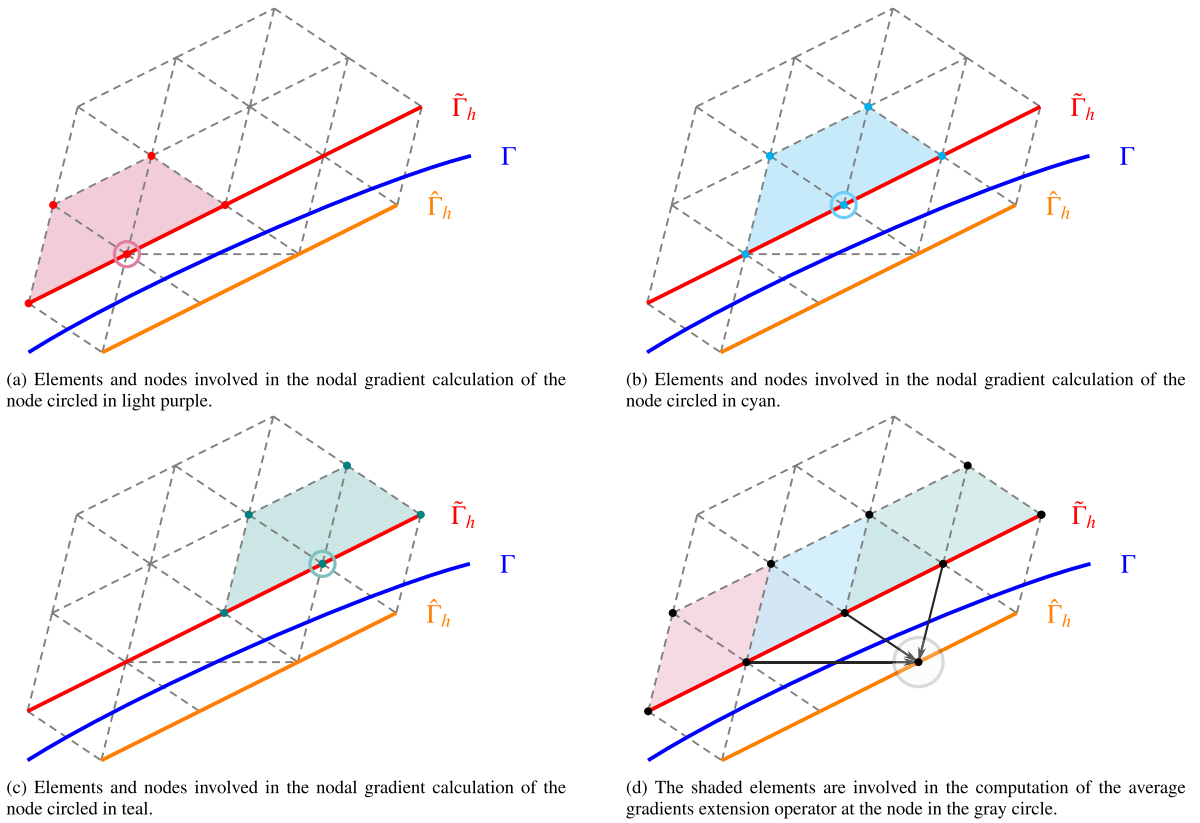 Γ̃h
Γ
Γ̂h
Γ̃h
Γ
Γ̂h
(a) Elements and nodes involved in the nodal gradient calculation of the
node circled in light purple.
(b) Elements and nodes involved in the nodal gradient calculation of the
node circled in cyan.
Γ̃h
Γ
Γ̂h
Γ̃h
Γ
Γ̂h
(c) Elements and nodes involved in the nodal gradient calculation of the
node circled in teal.
(d) The shaded elements are involved in the computation of the average
gradients extension operator at the node in the gray circle.